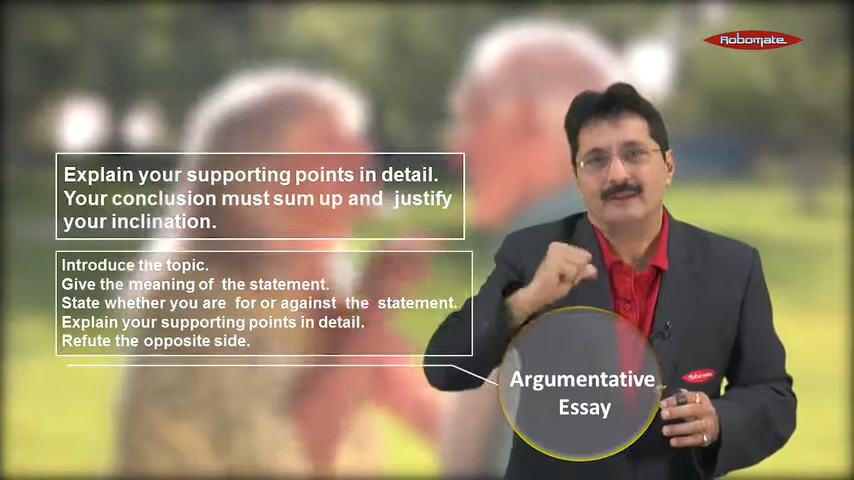 Robomate
Explain your supporting points in detail.
Your conclusion must sum up and justify
your inclination.
Introduce the topic.
Give the meaning of the statement.
State whether you are for or against the statement.
Explain your supporting points in detail.
Refute the opposite side.
Argumentative
Essay
Robomate